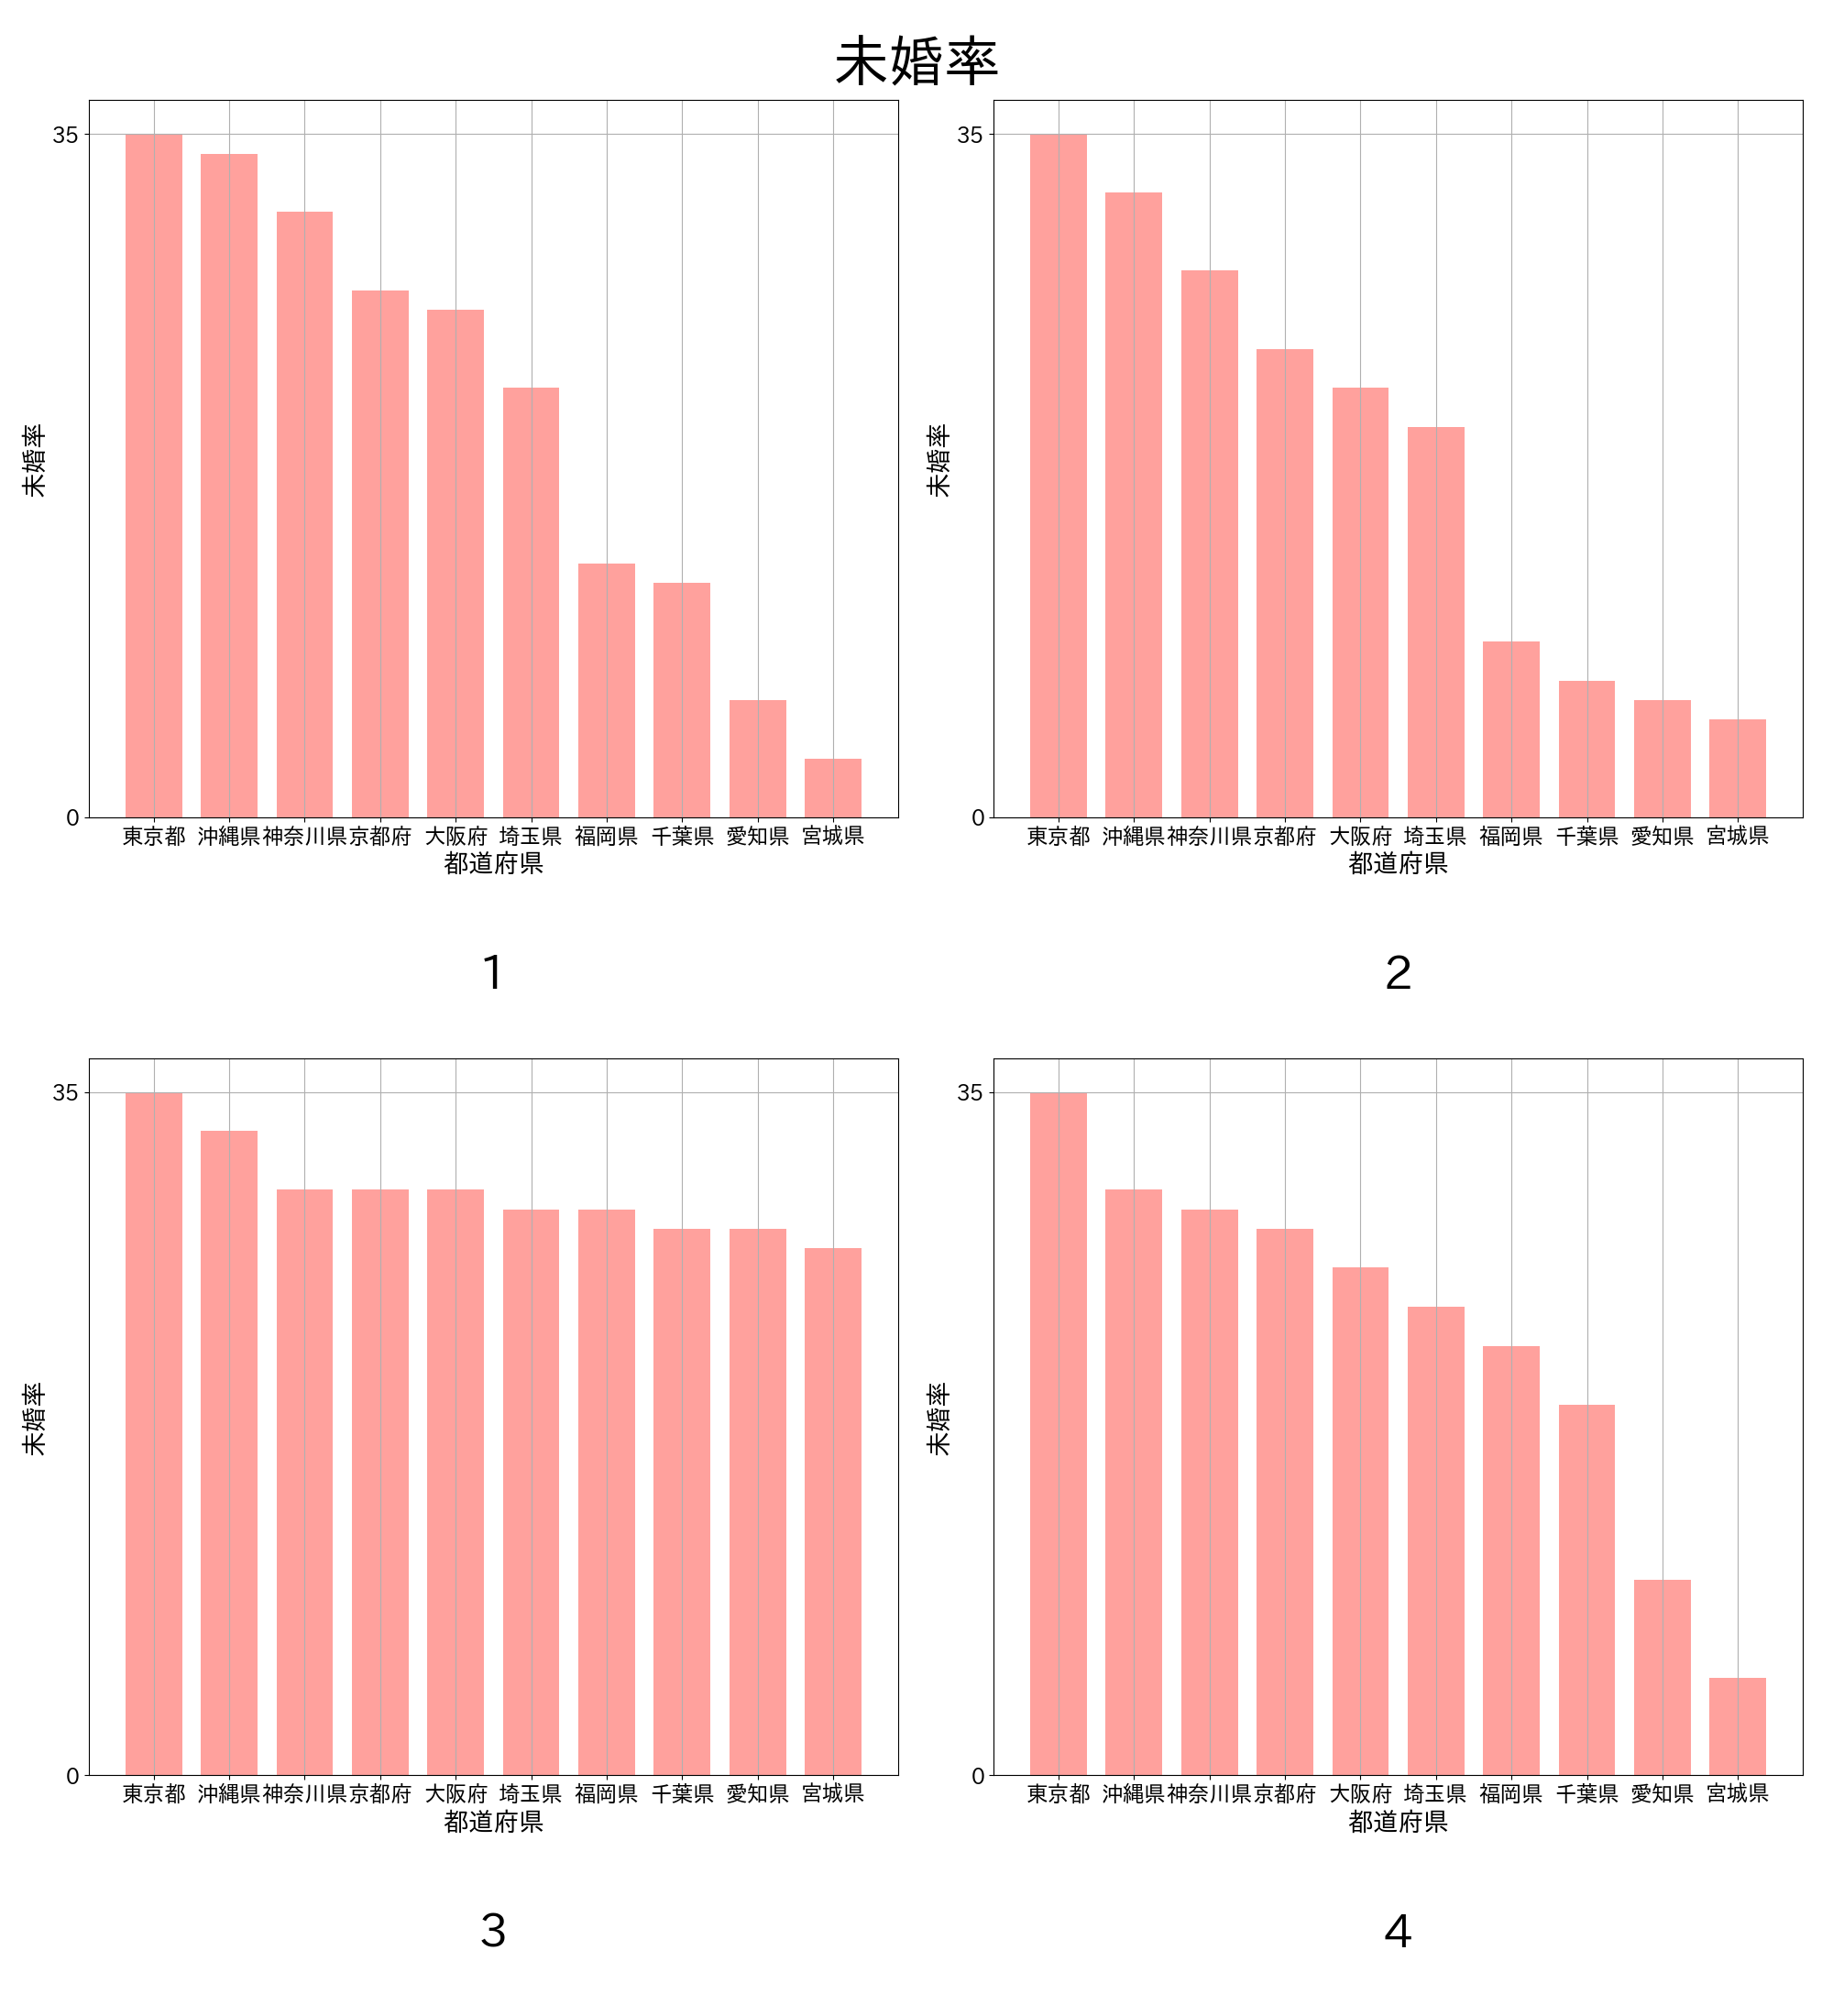 未婚率
35
0
未婚率
東京都 沖縄県 神奈川県 京都府 大阪府 埼玉県 福岡県 千葉県 愛知県 宮城県
都道府県
1
35
0
未婚率
東京都 沖縄県 神奈川県 京都府 大阪府 埼玉県 福岡県 千葉県 愛知県 宮城県
都道府県
2
35
0
未婚率
東京都 沖縄県 神奈川県 京都府 大阪府 埼玉県 福岡県 千葉県 愛知県 宮城県
都道府県
3
35
0
未婚率
東京都 沖縄県 神奈川県 京都府 大阪府 埼玉県 福岡県 千葉県 愛知県 宮城県
都道府県
4